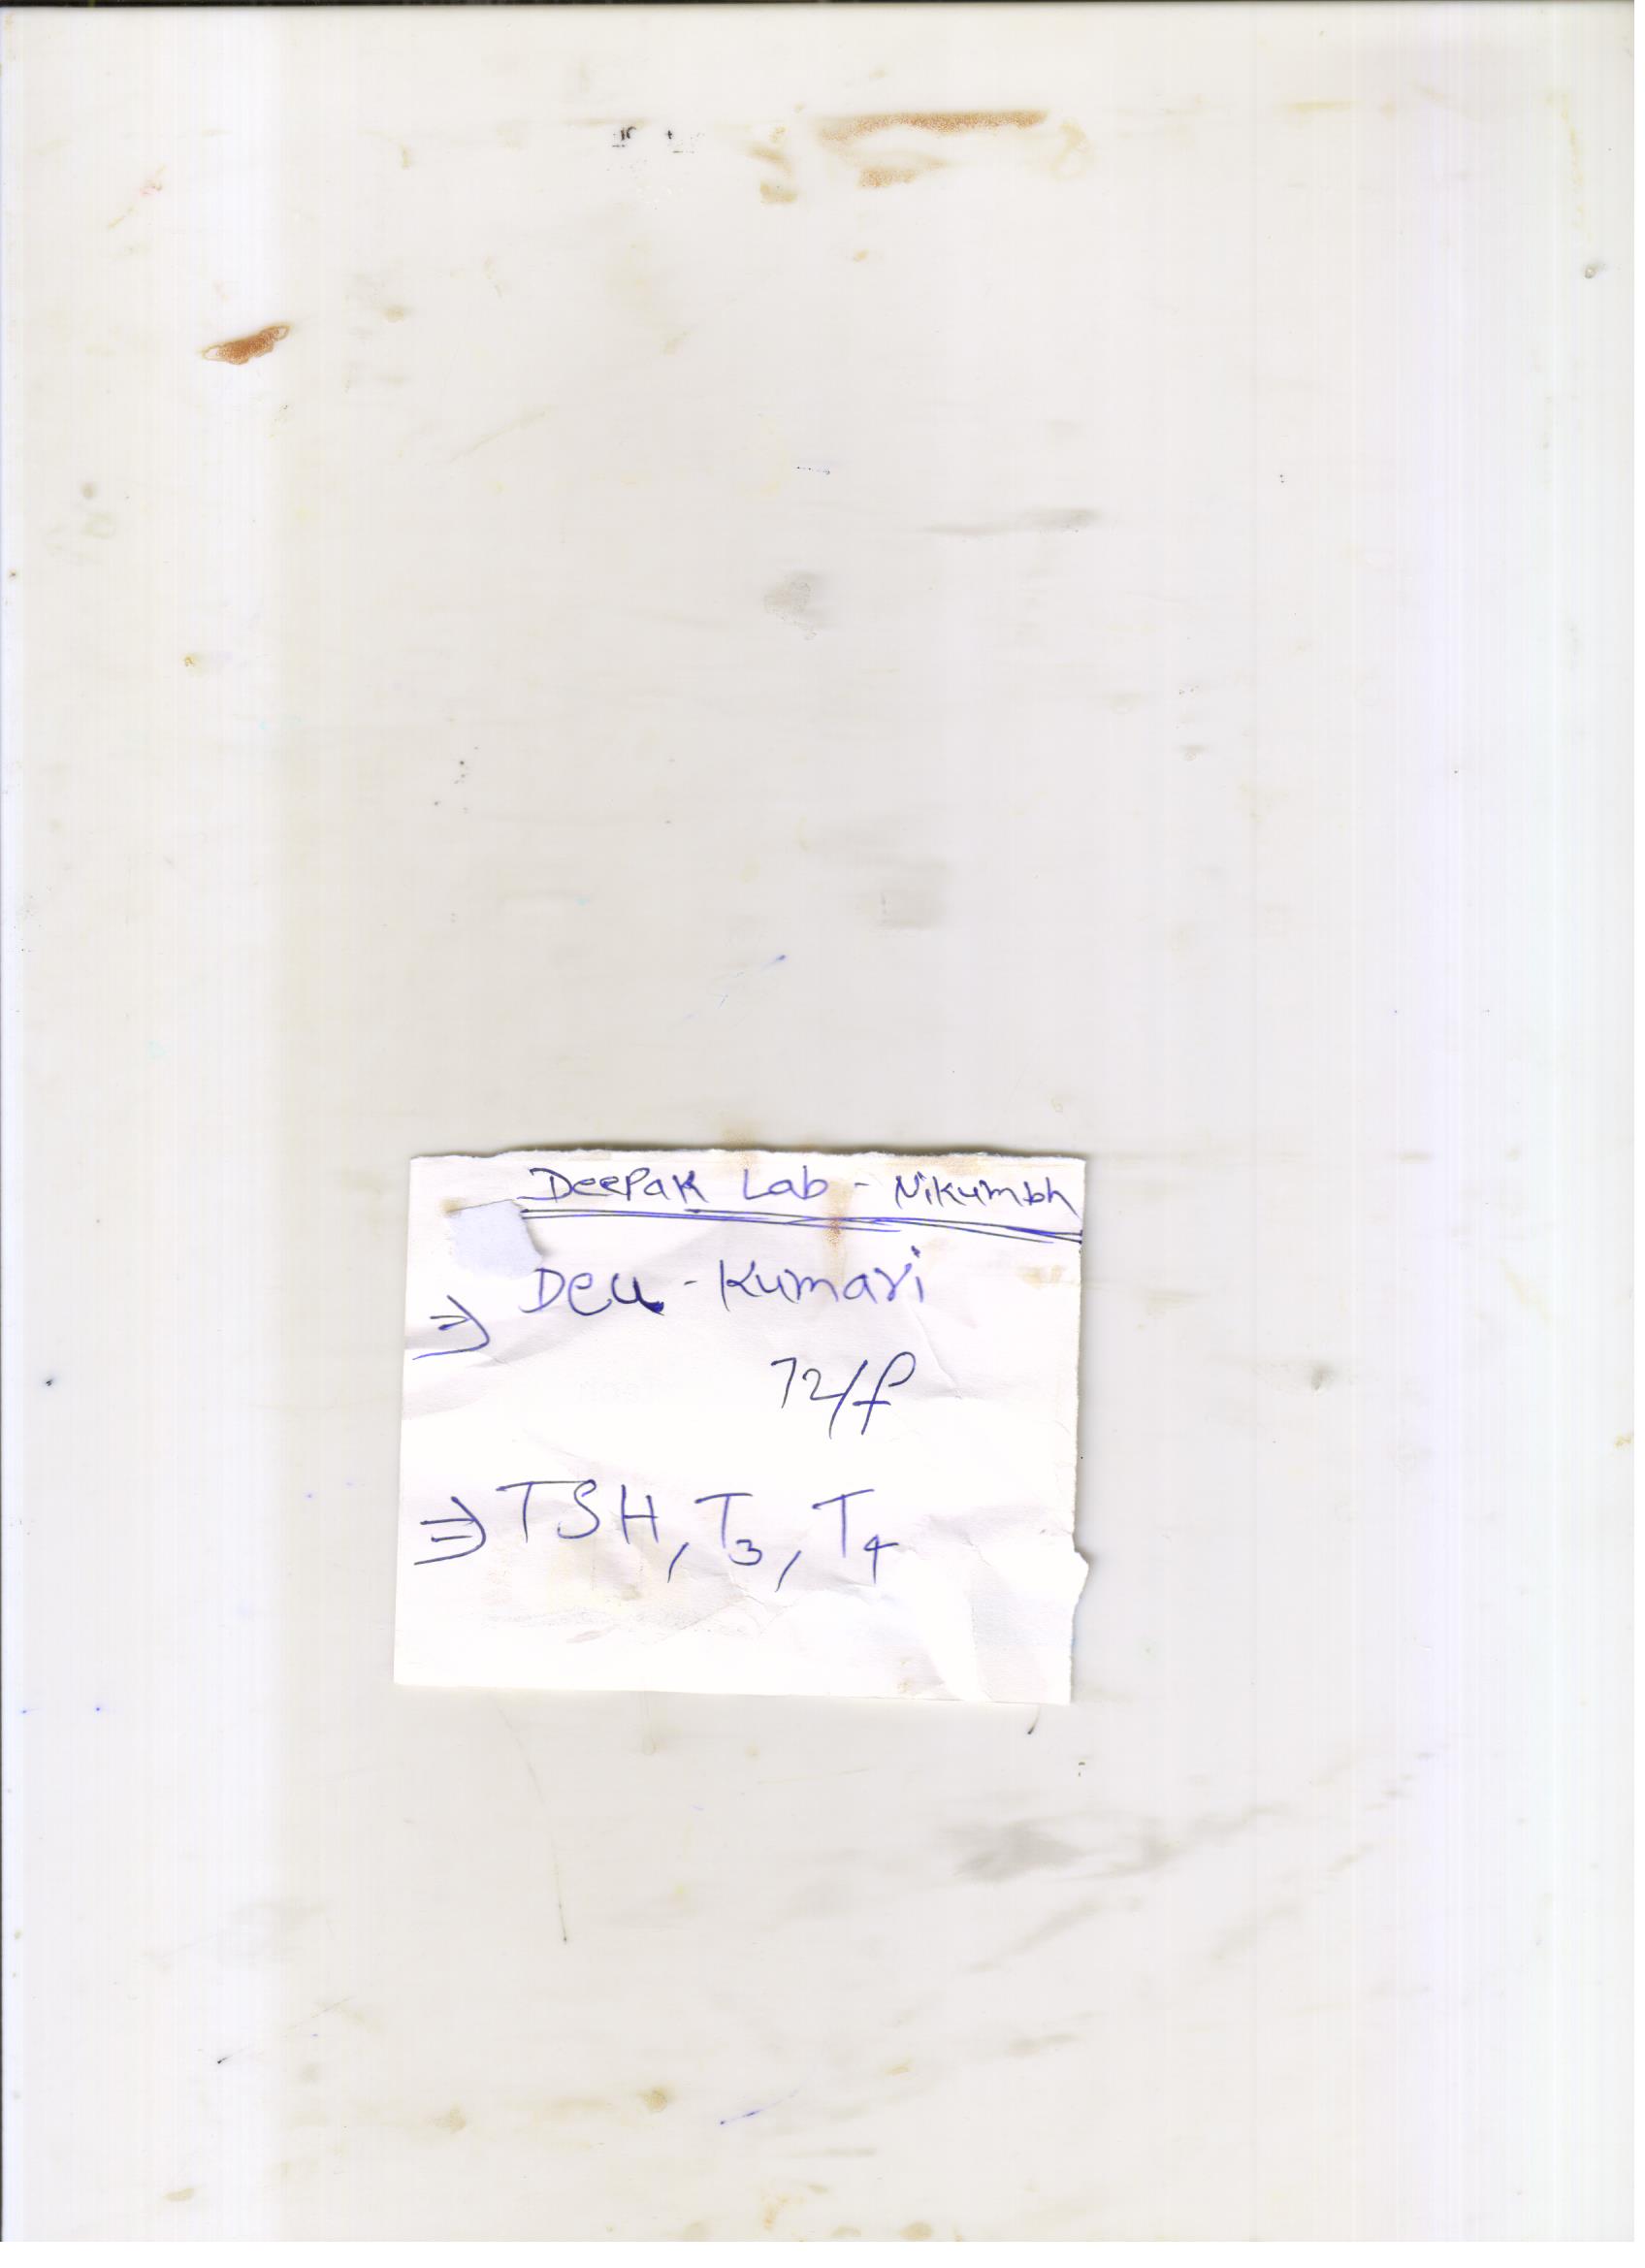 Deepak Lab - Nikumbh
⇒ Deu - Kumari
72/f
⇒ TSH, T3, T4